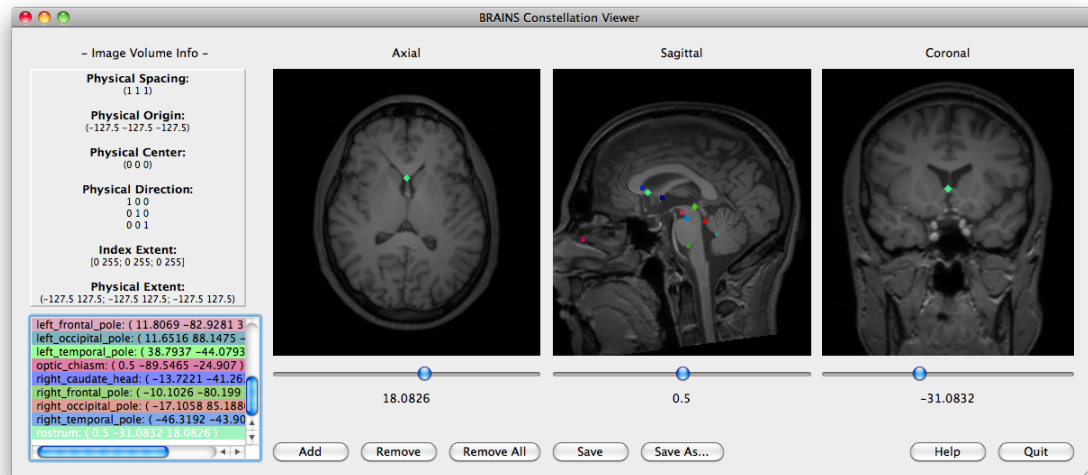 BRAINS Constellation Viewer
– Image Volume Info –
Physical Spacing:
(1 1 1)
Physical Origin:
(-127.5 -127.5 -127.5)
Physical Center:
(0 0 0)
Physical Direction:
1 0 0
0 1 0
0 0 1
Index Extent:
[0 255; 0 255; 0 255]
Physical Extent:
(-127.5 127.5; -127.5 127.5; -127.5 127.5)
left_frontal_pole: ( 11.8069 -82.9281 3
left_occipital_pole: ( 11.6516 88.1475 -
left_temporal_pole: ( 38.7937 -44.0793
optic_chiasm: ( 0.5 -89.5465 -24.907 )
right_caudate_head: ( -13.7221 -41.26
right_frontal_pole: ( -10.1026 -80.199
right_occipital_pole: ( -17.1058 85.188
right_temporal_pole: ( -46.3192 -43.90
rostrum: ( 0.5 -31.0832 18.0826 )
Axial
Sagittal
Coronal
18.0826
0.5
-31.0832
Add
Remove
Remove All
Save
Save As...
Help
Quit